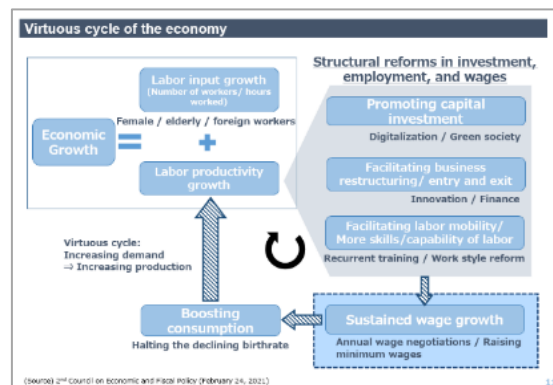 Virtuous cycle of the economy
Labor input growth
(Number of workers/ hours
worked)
Female / elderly / foreign workers
Economic
Growth
=
+
Labor productivity
growth
Structural reforms in investment,
employment, and wages
Promoting capital
investment
Digitalization / Green society
Facilitating business
restructuring/ entry and exit
Innovation / Finance
Facilitating labor mobility/
More skills/capability of labor
Recurrent training / Work style reform
Virtuous cycle:
Increasing demand
⇒ Increasing production
Boosting
consumption
Halting the declining birthrate
Sustained wage growth
Annual wage negotiations / Raising
minimum wages
(Source) 2nd Council on Economic and Fiscal Policy (February 24, 2021)